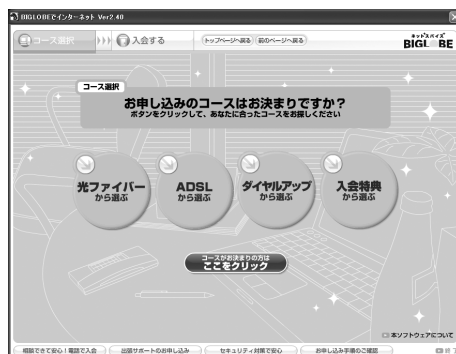 BIGLOBEでインターネット Ver2.40
コース選択
入会する
トップページへ戻る
前のページへ戻る
ネットスパイス
BIGLOBE
コース選択
お申し込みのコースはお決まりですか？
ボタンをクリックして、あなたに合ったコースをお探しください
光ファイバー
から選ぶ
ADSL
から選ぶ
ダイヤルアップ
から選ぶ
入会特典
から選ぶ
コースがお決まりの方は
ここをクリック
本ソフトウェアについて
相談できて安心！電話で入会
出張サポートのお申し込み
セキュリティ対策で安心
お申し込み手順のご確認
終了